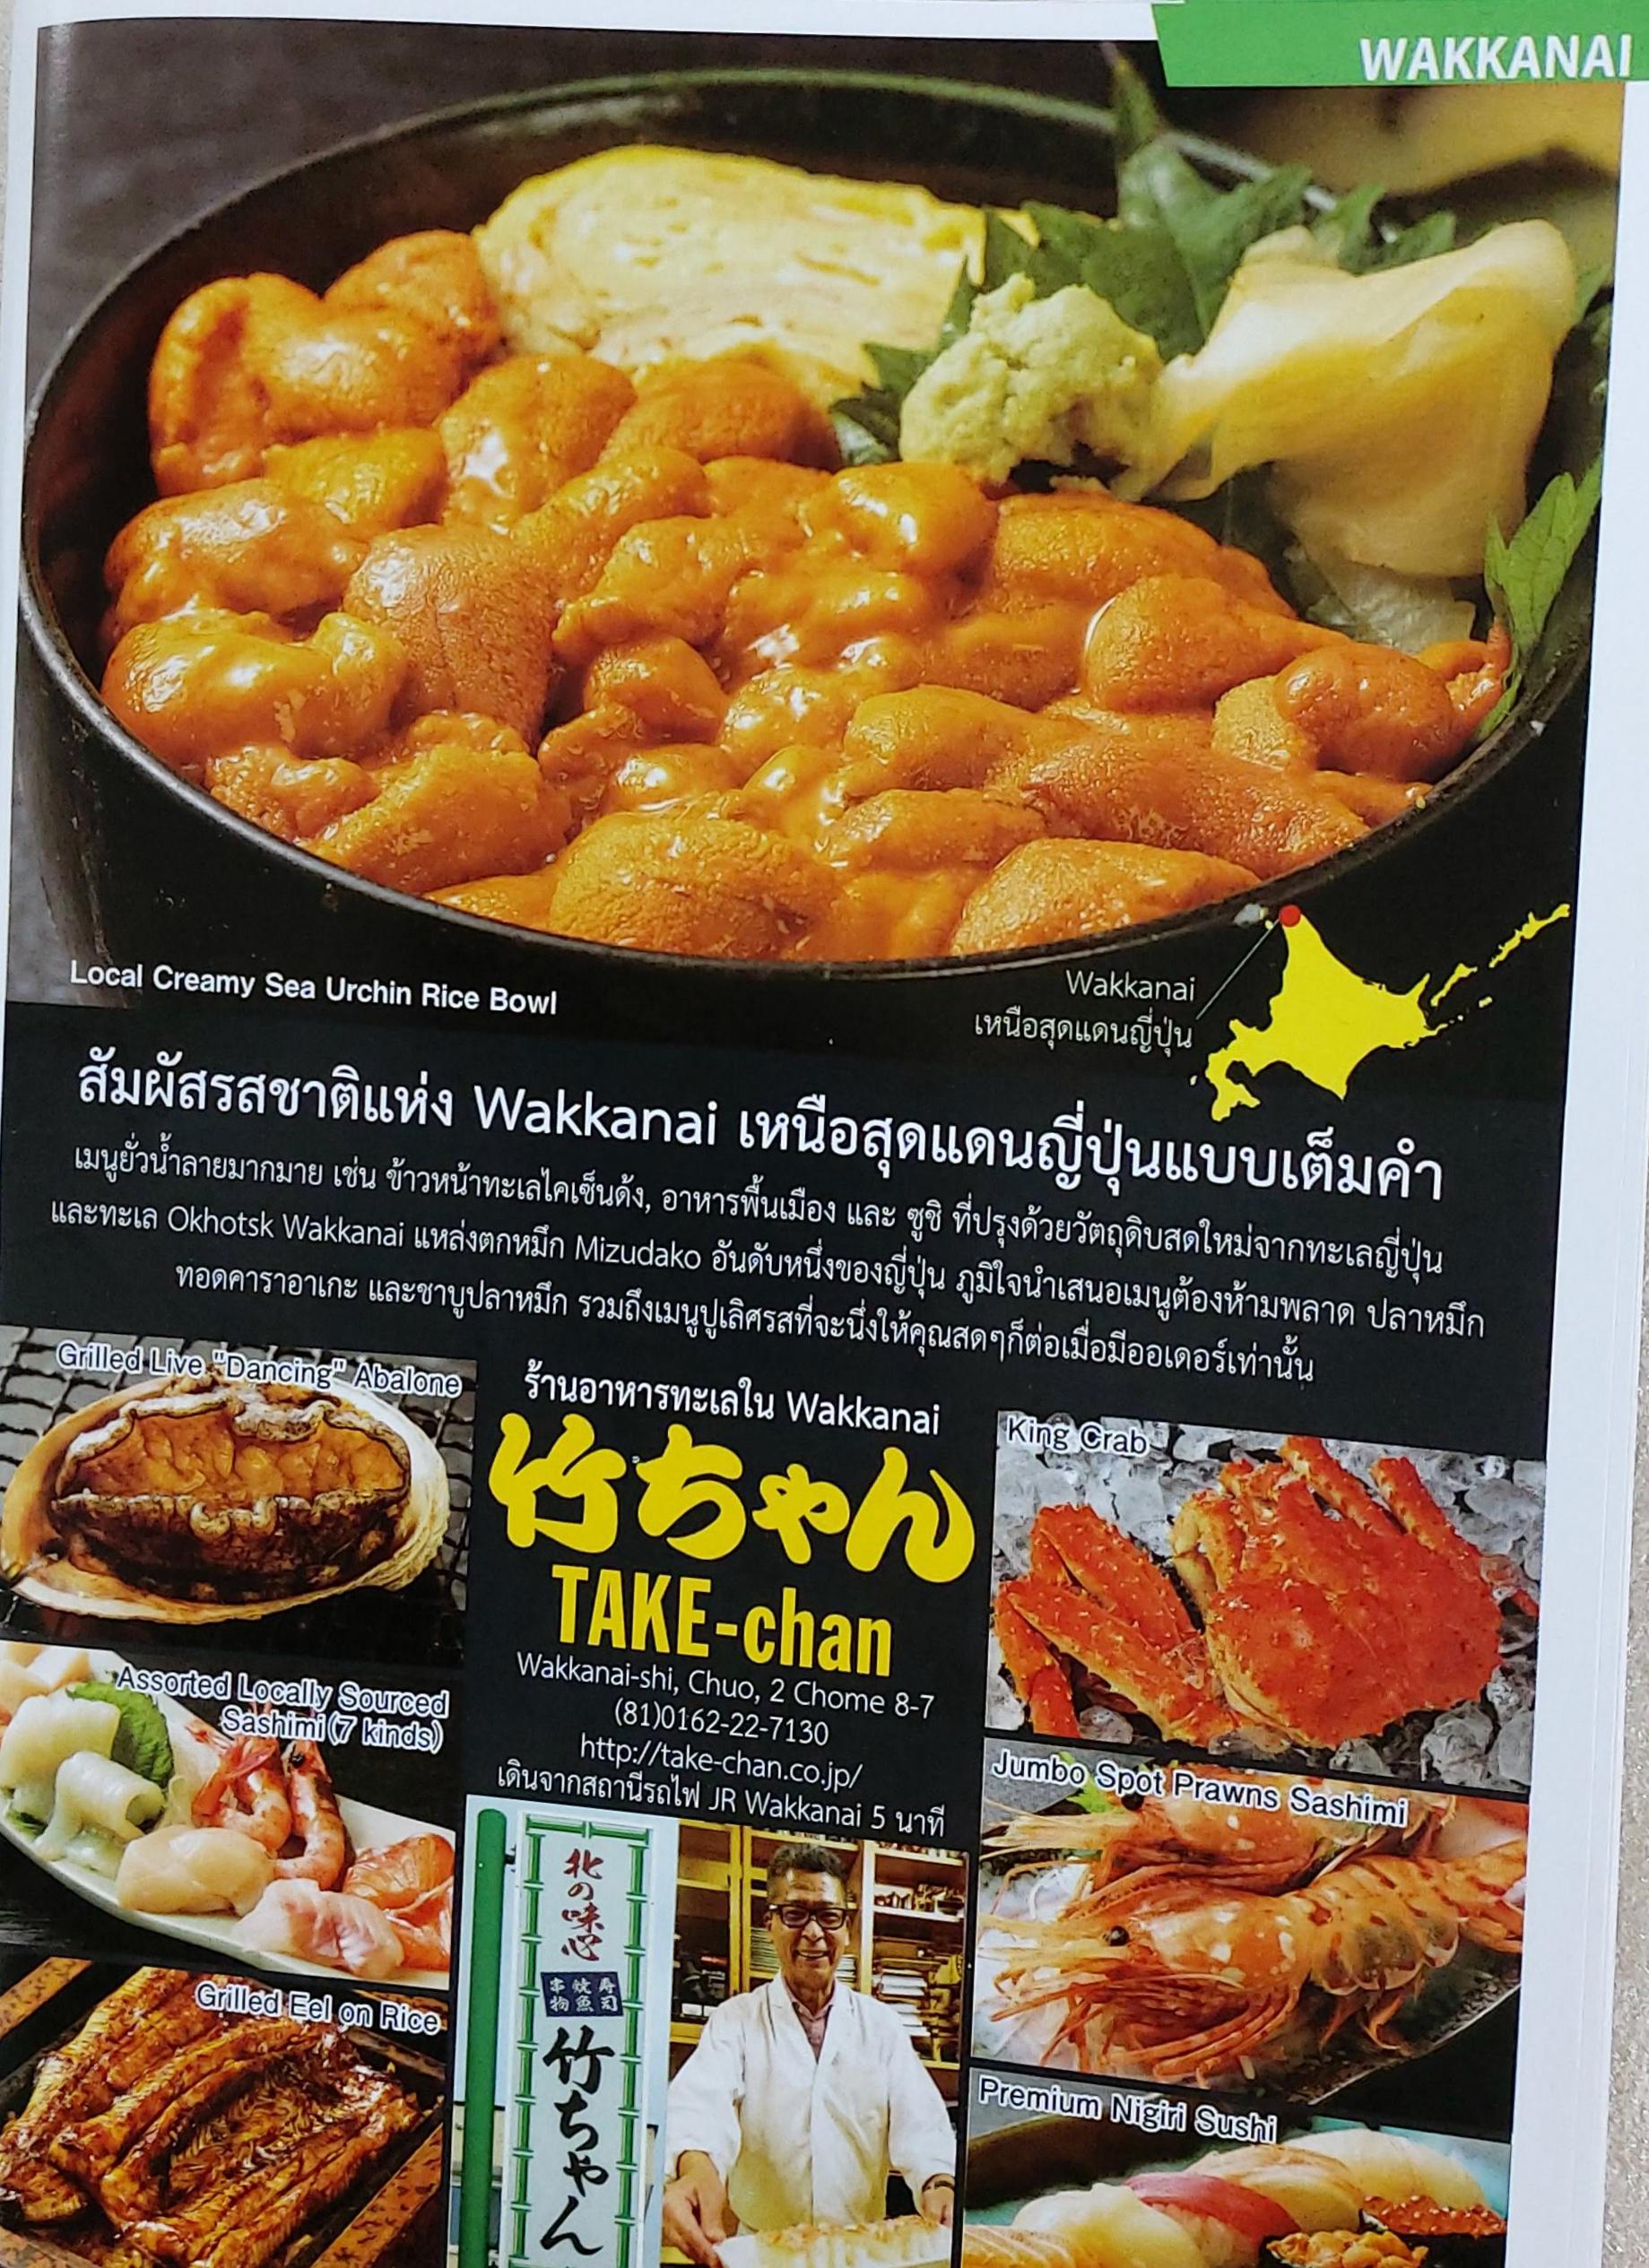 WAKKANAI
Local Creamy Sea Urchin Rice Bowl
Wakkanai
เหนือสุดแดนญี่ปุ่น
สัมผัสรสชาติแห่ง Wakkanai เหนือสุดแดนญี่ปุ่นแบบเต็มคำ
เมนูยั่วน้ำลายมากมาย เช่น ข้าวหน้าทะเลไคเซ็นด้ง, อาหารพื้นเมือง และ ซูชิ ที่ปรุงด้วยวัตถุดิบสดใหม่จากทะเลญี่ปุ่น
และทะเล Okhotsk Wakkanai แหล่งตกหมึก Mizudako อันดับหนึ่งของญี่ปุ่น ภูมิใจนำเสนอเมนูต้องห้ามพลาด ปลาหมึก
ทอดคาราอาเกะ และชาบูปลาหมึก รวมถึงเมนูปูเลิศรสที่จะนึ่งให้คุณสดๆก็ต่อเมื่อมีออเดอร์เท่านั้น
Grilled Live "Dancing" Abalone
ร้านอาหารทะเลใน Wakkanai
竹ちゃん
TAKE-chan
Wakkanai-shi, Chuo, 2 Chome 8-7
(81)0162-22-7130
http://take-chan.co.jp/
เดินจากสถานีรถไฟ JR Wakkanai 5 นาที
King Crab
Assorted Locally Sourced
Sashimi(7 kinds)
Jumbo Spot Prawns Sashimi
Grilled Eel on Rice
北の味心
寿司
焼魚
串物
竹ちゃん
Premium Nigiri Sushi